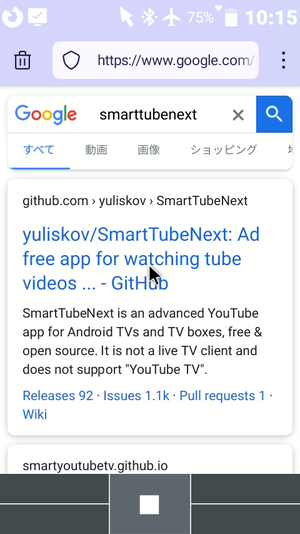 75% 10:15
https://www.google.com/
Google smarttubenext
すべて 動画 画像 ショッピング
github.com › yuliskov › SmartTubeNext
yuliskov/SmartTubeNext: Ad
free app for watching tube
videos ... - GitHub
SmartTubeNext is an advanced YouTube
app for Android TVs and TV boxes, free &
open source. It is not a live TV client and
does not support "YouTube TV".
Releases 92 · Issues 1.1k · Pull requests 1 ·
Wiki
smartyoutubetv.github.io